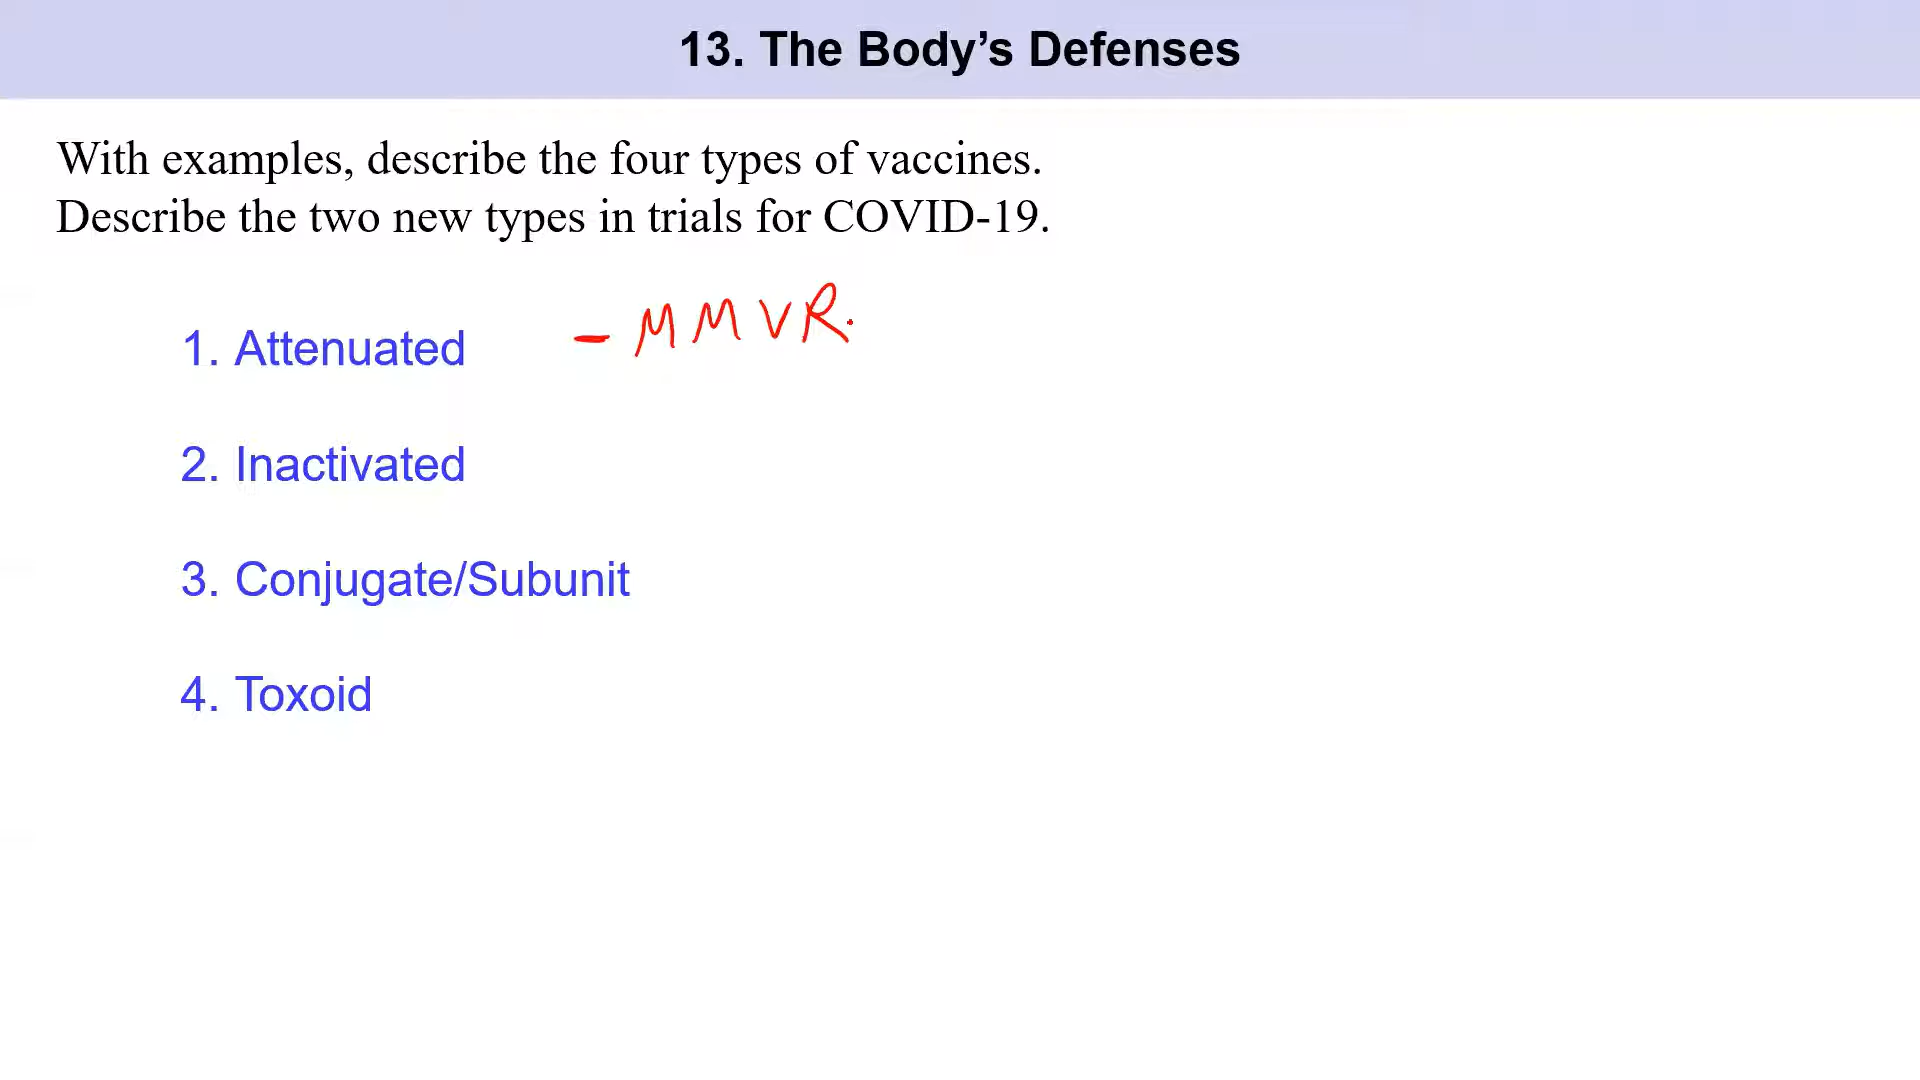 13. The Body’s Defenses
With examples, describe the four types of vaccines.
Describe the two new types in trials for COVID-19.
1. Attenuated - MMVR.
2. Inactivated
3. Conjugate/Subunit
4. Toxoid